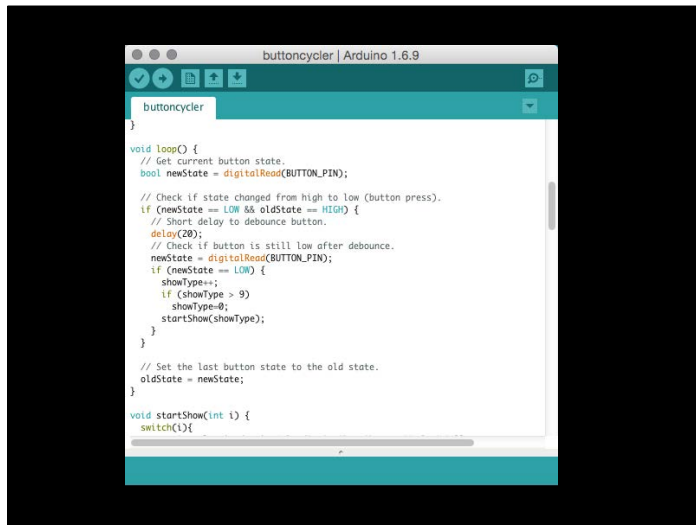 buttoncycler | Arduino 1.6.9
buttoncycler
}
void loop() {
// Get current button state.
bool newState = digitalRead(BUTTON_PIN);
// Check if state changed from high to low (button press).
if (newState == LOW && oldState == HIGH) {
// Short delay to debounce button.
delay(20);
// Check if button is still low after debounce.
newState = digitalRead(BUTTON_PIN);
if (newState == LOW) {
showType++;
if (showType > 9)
showType=0;
startShow(showType);
}
}
// Set the last button state to the old state.
oldState = newState;
}
void startShow(int i) {
switch(i){